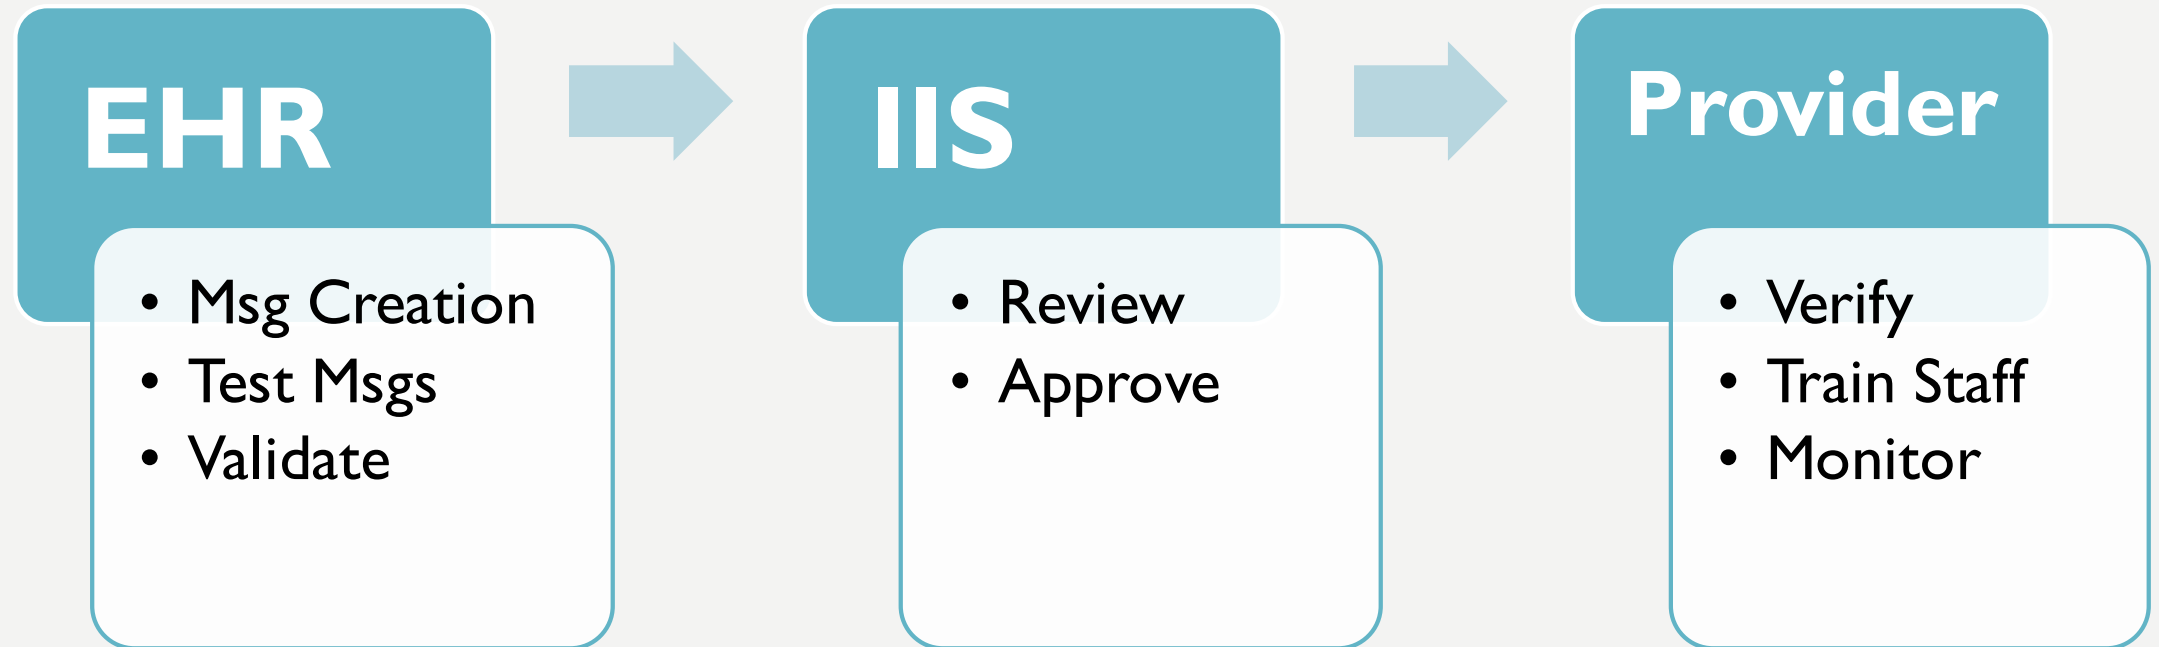 EHR
• Msg Creation
• Test Msgs
• Validate
IIS
• Review
• Approve
Provider
• Verify
• Train Staff
• Monitor